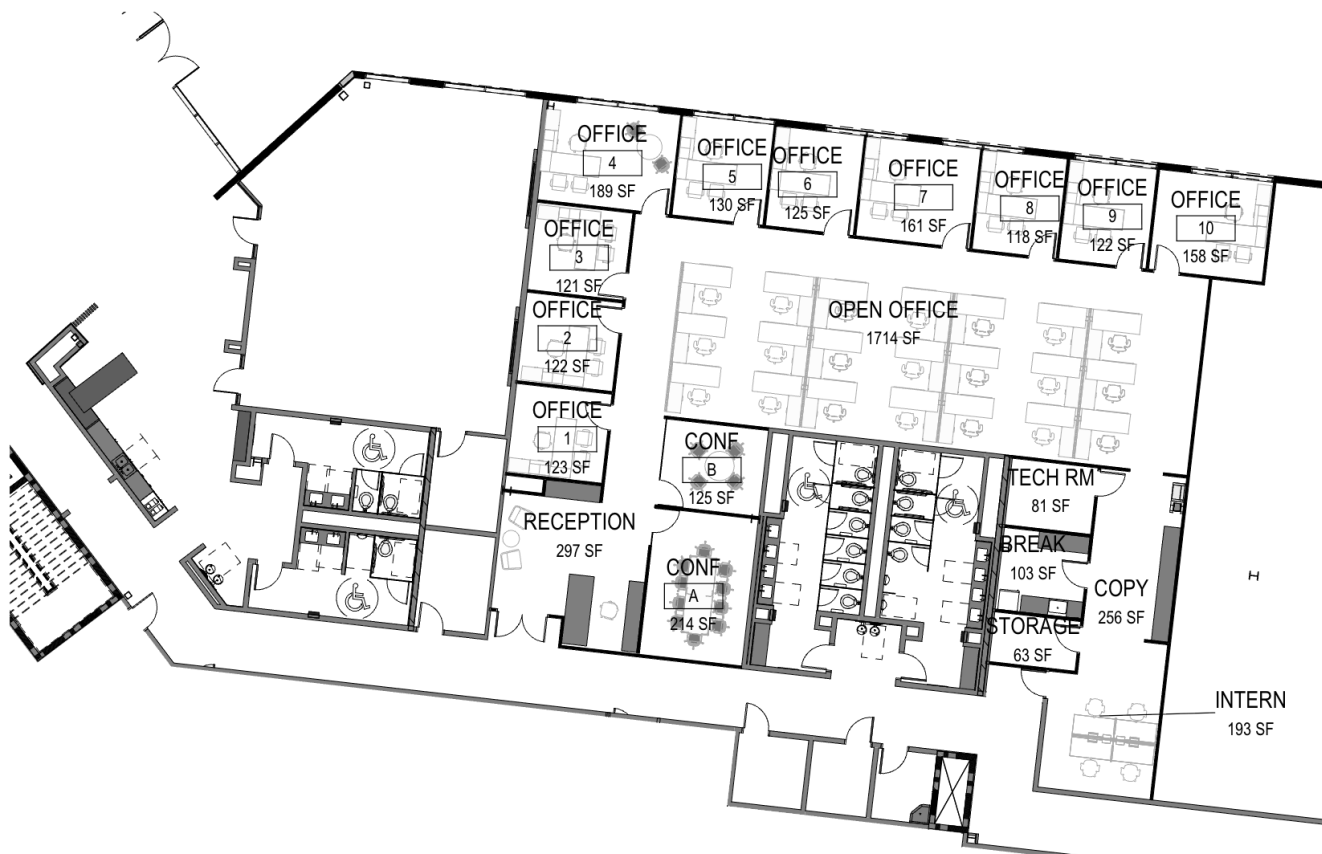 OFFICE
4
189 SF
OFFICE
5
130 SF
OFFICE
6
125 SF
OFFICE
7
161 SF
OFFICE
8
118 SF
OFFICE
9
122 SF
OFFICE
10
158 SF
OFFICE
3
121 SF
OFFICE
2
122 SF
OFFICE
1
123 SF
OPEN OFFICE
1714 SF
CONF
B
125 SF
RECEPTION
297 SF
CONF
A
214 SF
TECH RM
81 SF
BREAK
103 SF
COPY
256 SF
STORAGE
63 SF
INTERN
193 SF